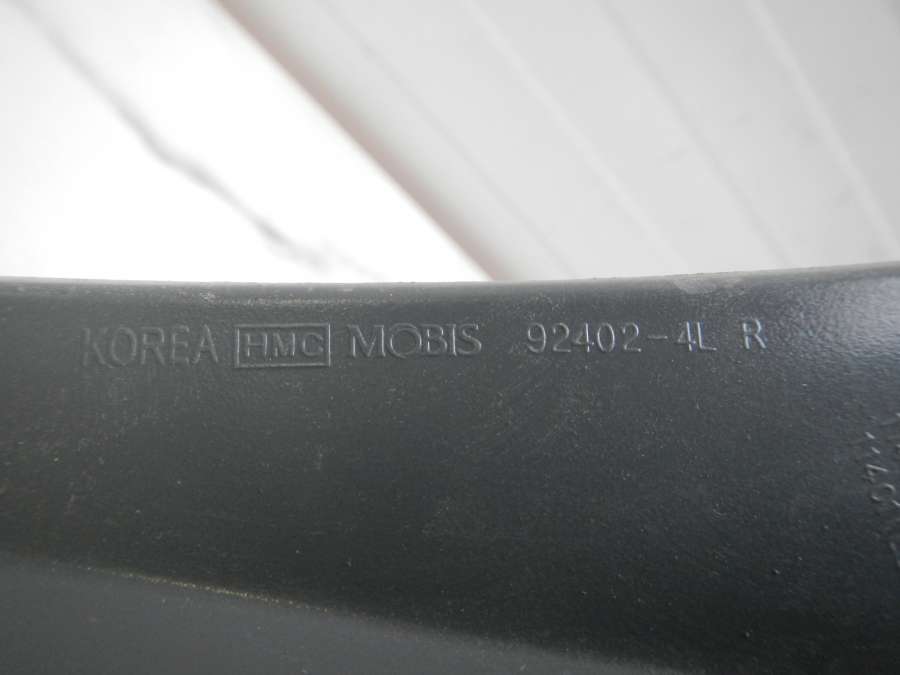 KOREA HMC MOBIS 92402-4L R